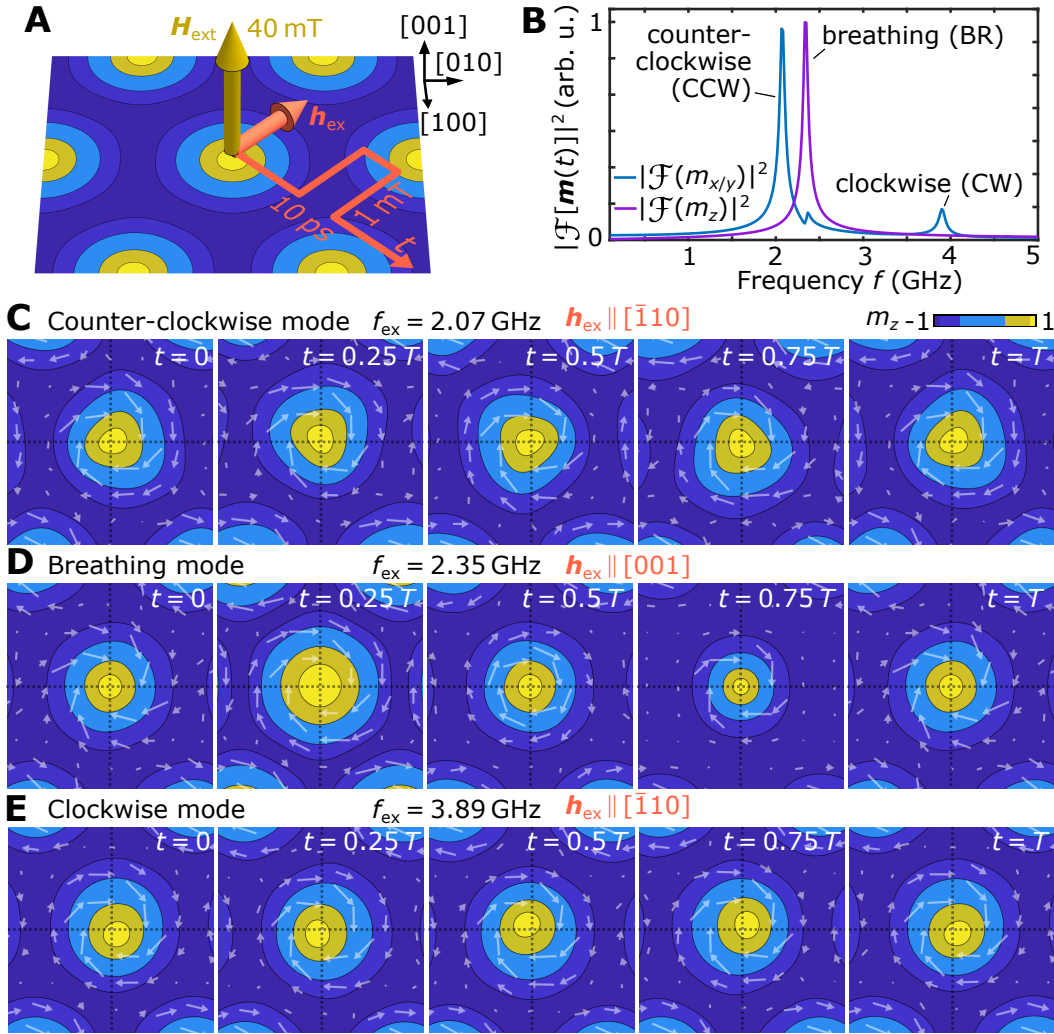 A
H_ext 40 mT
[001]
[010]
[100]
h_ex
10 ps
1 mT
t
B
|ℱ[m(t)]|² (arb. u.)
1
0
counter-
clockwise
(CCW)
breathing (BR)
|ℱ(m_x/y)|²
|ℱ(m_z)|²
clockwise (CW)
1 2 3 4 5
Frequency f (GHz)
C Counter-clockwise mode f_ex = 2.07 GHz h_ex ∥ [1̄10] m_z -1 1
t = 0 t = 0.25 T t = 0.5 T t = 0.75 T t = T
D Breathing mode f_ex = 2.35 GHz h_ex ∥ [001]
t = 0 t = 0.25 T t = 0.5 T t = 0.75 T t = T
E Clockwise mode f_ex = 3.89 GHz h_ex ∥ [1̄10]
t = 0 t = 0.25 T t = 0.5 T t = 0.75 T t = T